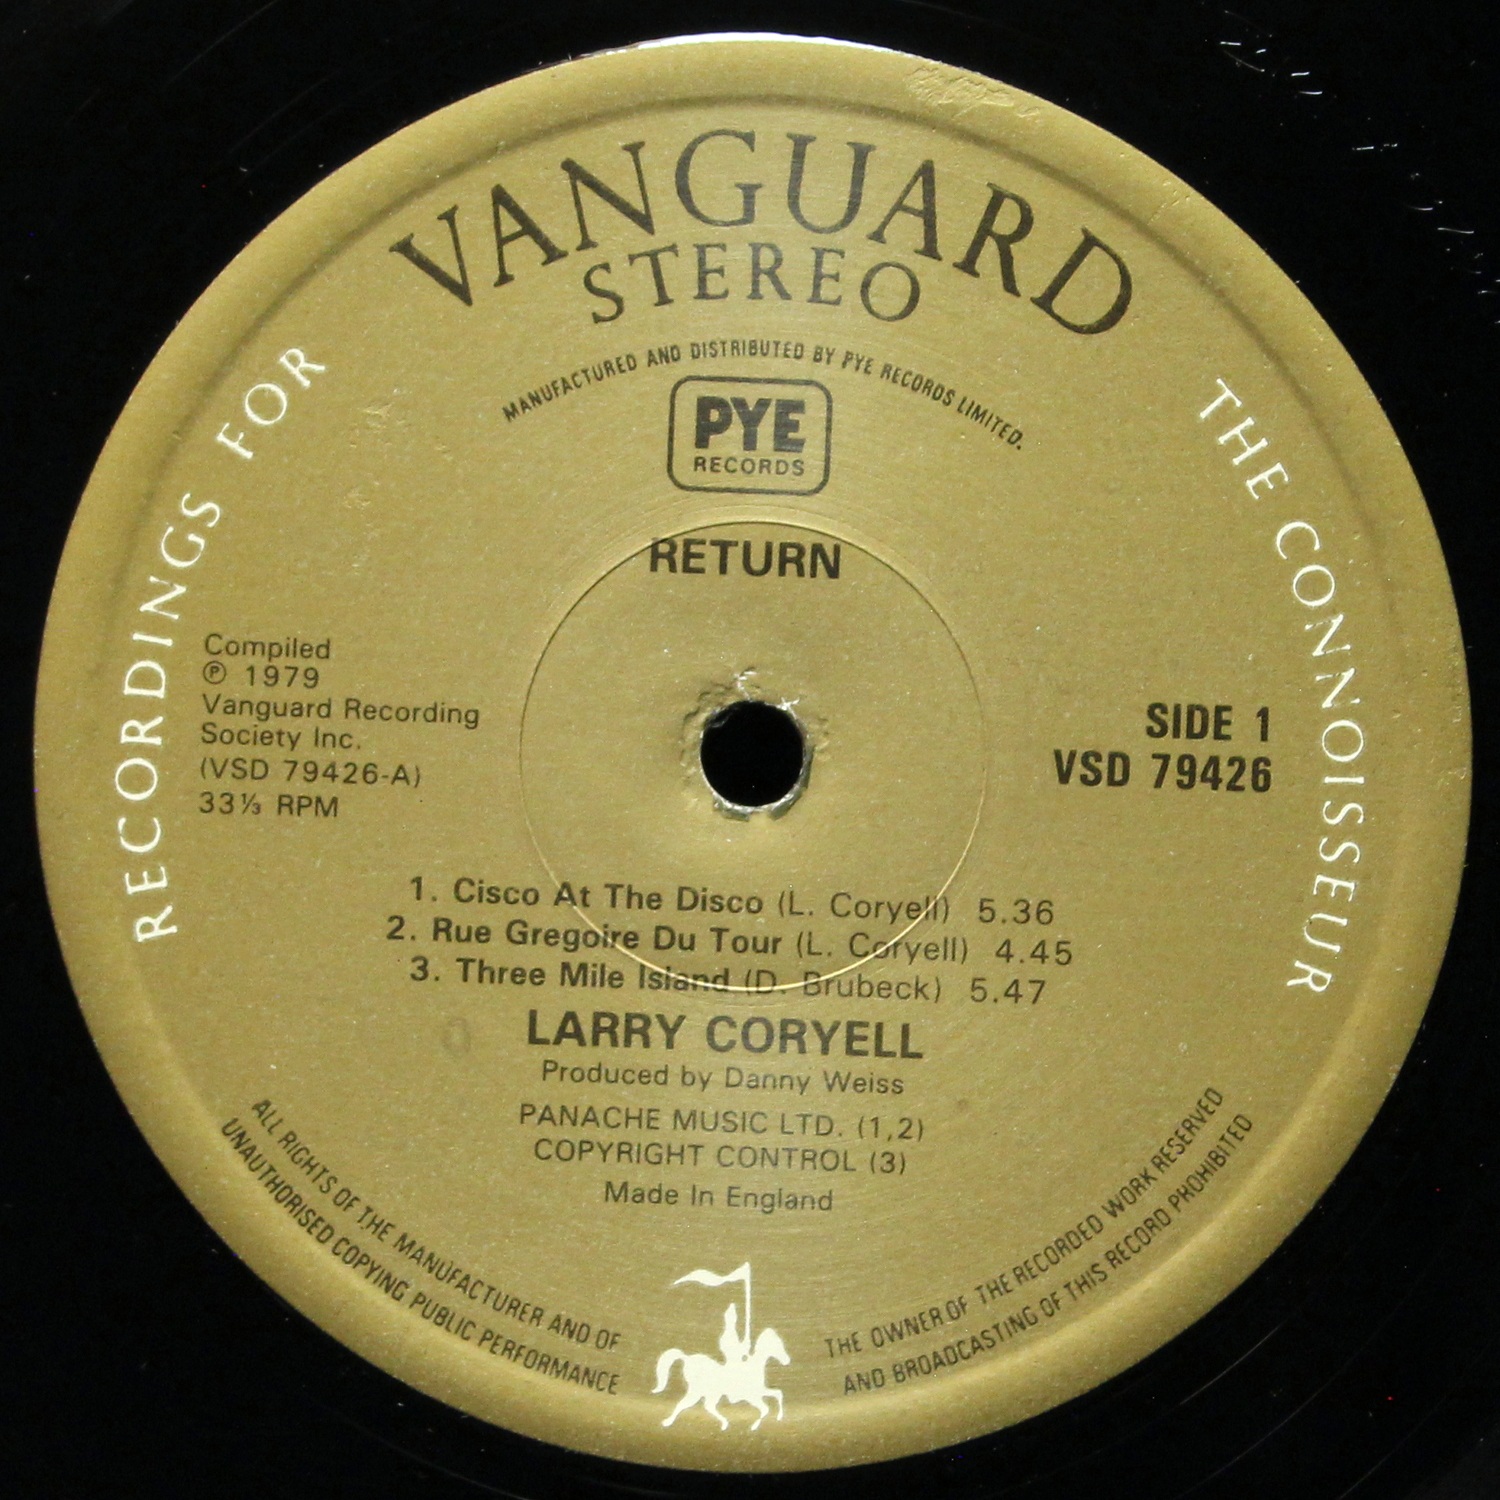 VANGUARD
STEREO
RECORDINGS FOR
THE CONNOISSEUR
MANUFACTURED AND DISTRIBUTED BY PYE RECORDS LIMITED.
PYE
RECORDS
RETURN
Compiled
℗ 1979
Vanguard Recording
Society Inc.
(VSD 79426-A)
33⅓ RPM
SIDE 1
VSD 79426
1. Cisco At The Disco (L. Coryell) 5.36
2. Rue Gregoire Du Tour (L. Coryell) 4.45
3. Three Mile Island (D. Brubeck) 5.47
LARRY CORYELL
Produced by Danny Weiss
PANACHE MUSIC LTD. (1,2)
COPYRIGHT CONTROL (3)
Made In England
ALL RIGHTS OF THE MANUFACTURER AND OF THE OWNER OF THE RECORDED WORK RESERVED
UNAUTHORISED COPYING PUBLIC PERFORMANCE AND BROADCASTING OF THIS RECORD PROHIBITED